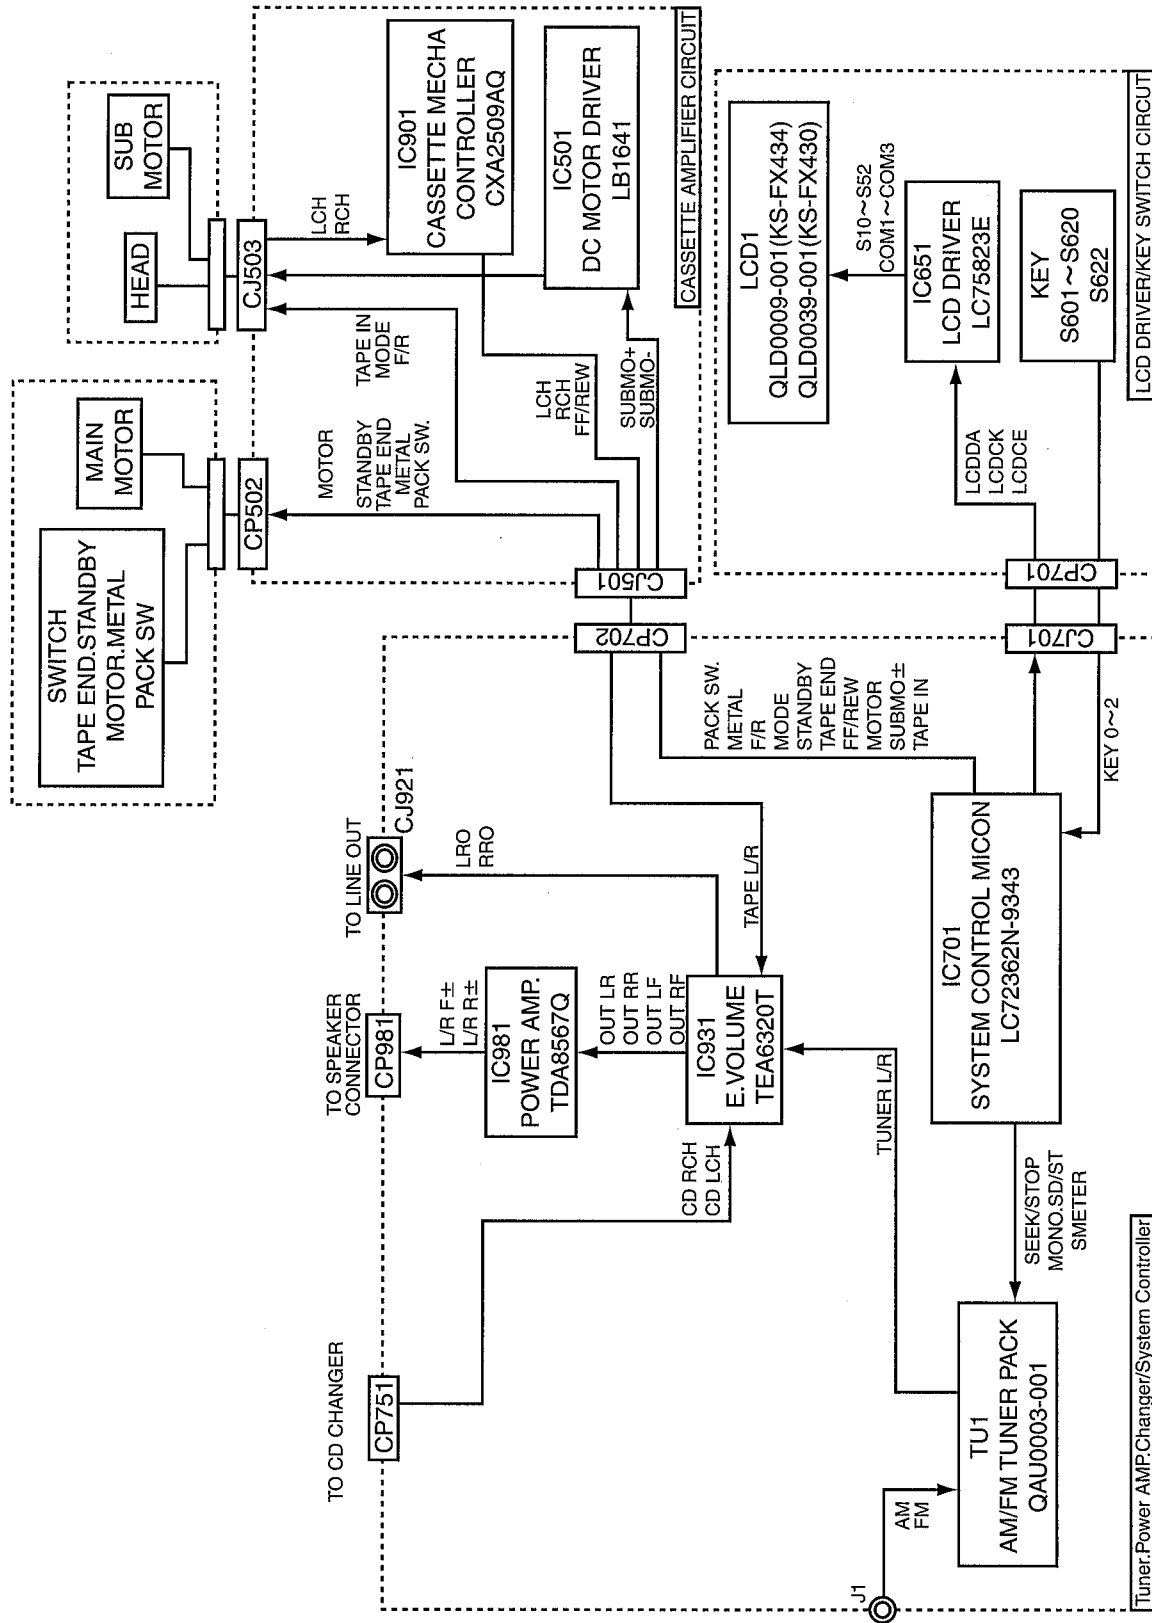 SWITCH
TAPE END.STANDBY
MOTOR.METAL
PACK SW
MAIN
MOTOR
HEAD
SUB
MOTOR
CP502
CJ503
MOTOR
STANDBY
TAPE END
METAL
PACK SW.
TAPE IN
MODE
F/R
LCH
RCH
IC901
CASSETTE MECHA
CONTROLLER
CXA2509AQ
LCH
RCH
FF/REW
SUBMO+
SUBMO-
IC501
DC MOTOR DRIVER
LB1641
CASSETTE AMPLIFIER CIRCUIT
CJ501
CP702
TO CD CHANGER
CP751
TO SPEAKER
CONNECTOR
CP981
TO LINE OUT
CJ921
L/R F±
L/R R±
IC981
POWER AMP.
TDA8567Q
OUT LR
OUT RR
OUT LF
OUT RF
LRO
RRO
CD RCH
CD LCH
IC931
E.VOLUME
TEA6320T
TAPE L/R
TUNER L/R
PACK SW.
METAL
F/R
MODE
STANDBY
TAPE END
FF/REW
MOTOR
SUBMO±
TAPE IN
J1
AM
FM
TU1
AM/FM TUNER PACK
QAU0003-001
SEEK/STOP
MONO.SD/ST
SMETER
IC701
SYSTEM CONTROL MICON
LC72362N-9343
KEY 0~2
CJ701
CP701
LCDDA
LCDCK
LCDCE
LCD1
QLD0009-001(KS-FX434)
QLD0039-001(KS-FX430)
S10~S52
COM1~COM3
IC651
LCD DRIVER
LC75823E
KEY
S601~S620
S622
LCD DRIVER/KEY SWITCH CIRCUT
Tuner.Power AMP.Changer/System Controller